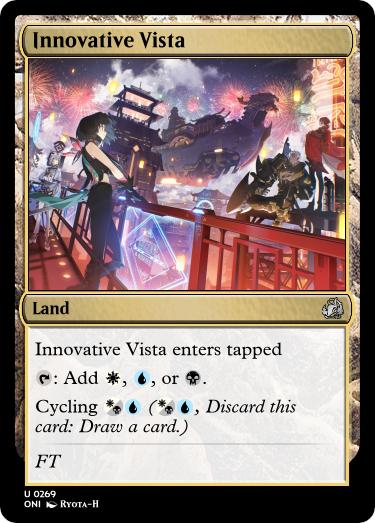 Innovative Vista
Land
Innovative Vista enters tapped
: Add , , or .
Cycling (, Discard this
card: Draw a card.)
FT
U 0269
ONI Ryota-H